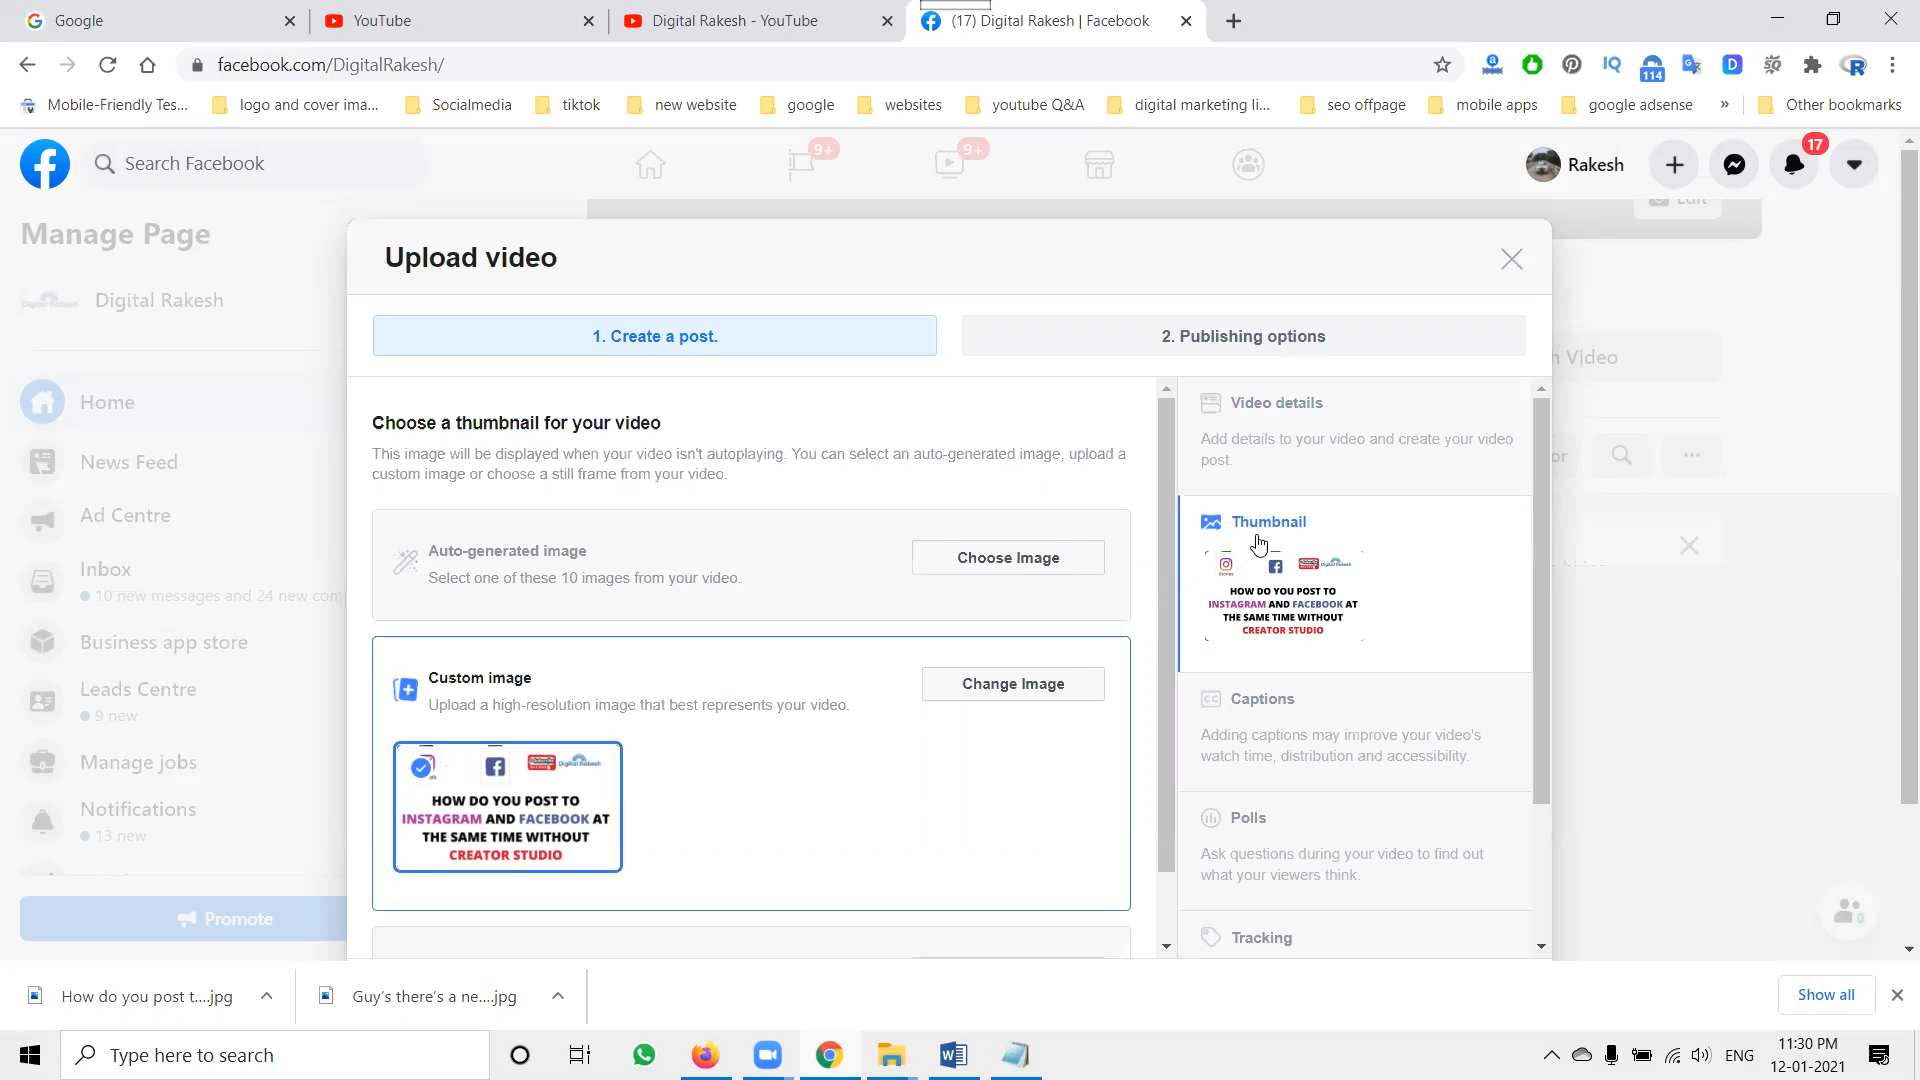 Google
YouTube
Digital Rakesh - YouTube
(17) Digital Rakesh | Facebook
facebook.com/DigitalRakesh/
114
Mobile-Friendly Tes...
logo and cover ima...
Socialmedia
tiktok
new website
google
websites
youtube Q&A
digital marketing li...
seo offpage
mobile apps
google adsense
»
Other bookmarks
Search Facebook
9+
9+
Rakesh
17
Manage Page
Edit
Digital Rakesh
Home
News Feed
Ad Centre
Inbox
10 new messages and 24 new com
Business app store
Leads Centre
9 new
Manage jobs
Notifications
13 new
Promote
Upload video
1. Create a post.
2. Publishing options
Video
Choose a thumbnail for your video
This image will be displayed when your video isn't autoplaying. You can select an auto-generated image, upload a
custom image or choose a still frame from your video.
Auto-generated image
Select one of these 10 images from your video.
Choose Image
Custom image
Upload a high-resolution image that best represents your video.
Change Image
Digital Rakesh
HOW DO YOU POST TO
INSTAGRAM AND FACEBOOK AT
THE SAME TIME WITHOUT
CREATOR STUDIO
Video details
Add details to your video and create your video
post.
Thumbnail
Digital Rakesh
HOW DO YOU POST TO
INSTAGRAM AND FACEBOOK AT
THE SAME TIME WITHOUT
CREATOR STUDIO
CC Captions
Adding captions may improve your video's
watch time, distribution and accessibility.
Polls
Ask questions during your video to find out
what your viewers think.
Tracking
0
How do you post t....jpg
Guy's there's a ne....jpg
Show all
Type here to search
ENG
11:30 PM
12-01-2021